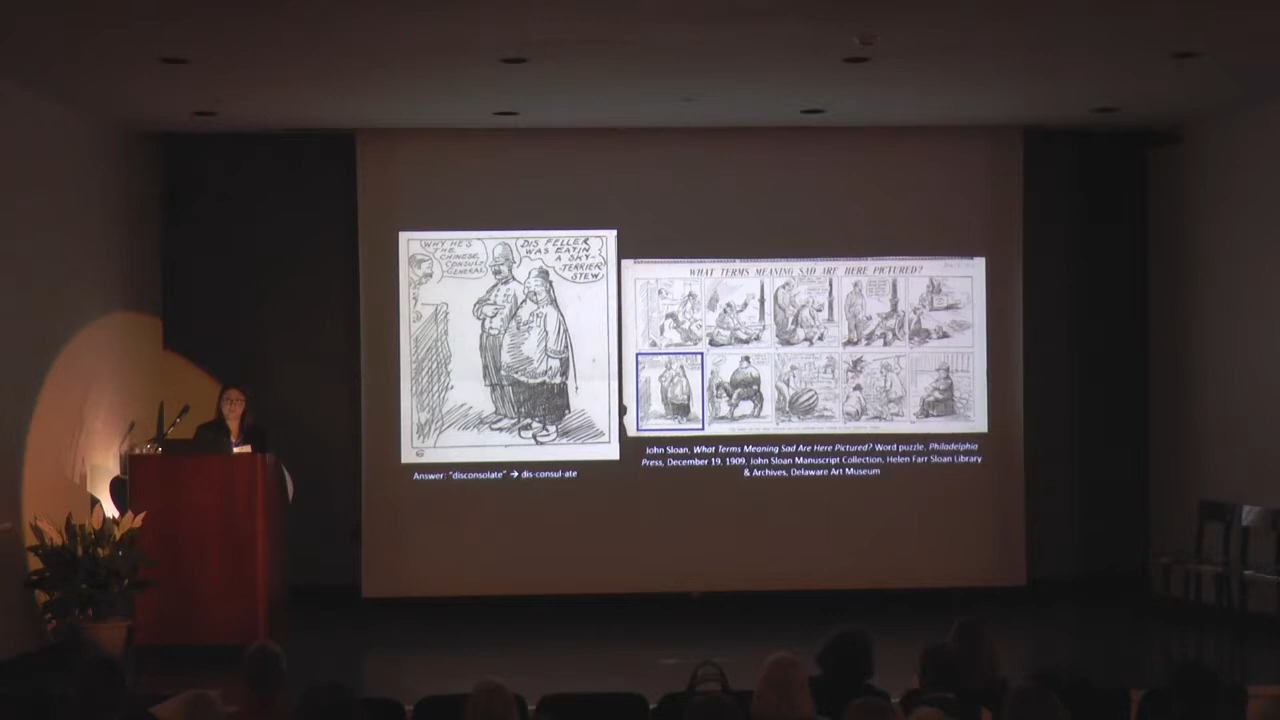 WHY HE'S
THE
CHINESE
CONSUL-
GENERAL
DIS FELLER
WAS EATIN
A SKY-
-TERRIER
STEW
Answer: "disconsolate" → dis-consul-ate
WHAT TERMS MEANING SAD ARE HERE PICTURED?
John Sloan, What Terms Meaning Sad Are Here Pictured? Word puzzle, Philadelphia
Press, December 19, 1909, John Sloan Manuscript Collection, Helen Farr Sloan Library
& Archives, Delaware Art Museum